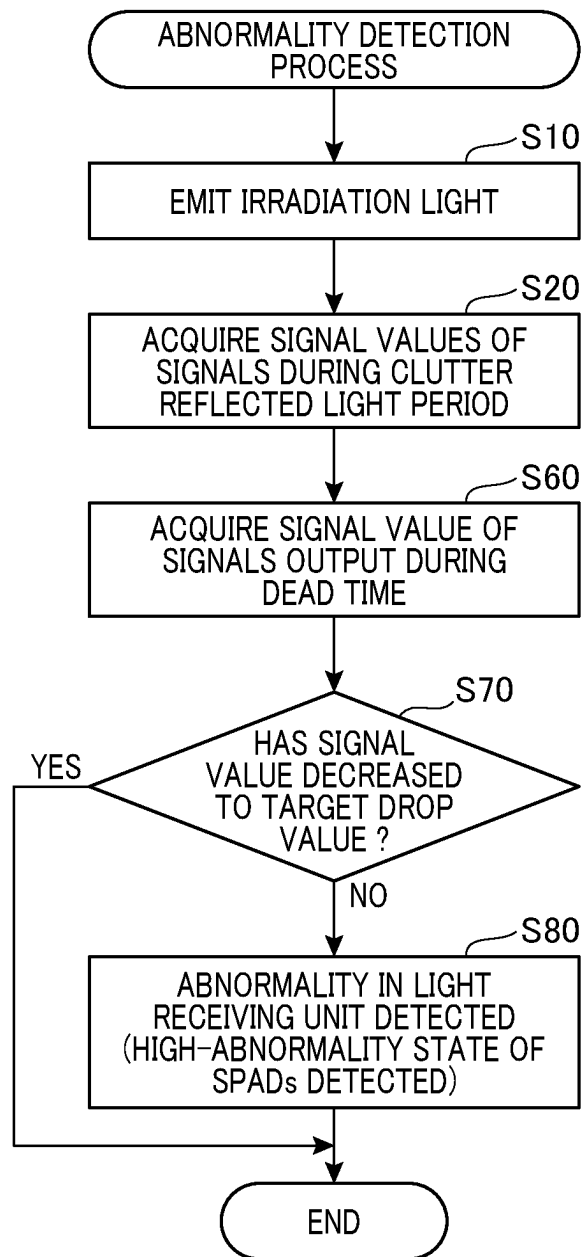 ABNORMALITY DETECTION
PROCESS
S10
EMIT IRRADIATION LIGHT
S20
ACQUIRE SIGNAL VALUES OF
SIGNALS DURING CLUTTER
REFLECTED LIGHT PERIOD
S60
ACQUIRE SIGNAL VALUE OF
SIGNALS OUTPUT DURING
DEAD TIME
S70
HAS SIGNAL
VALUE DECREASED
TO TARGET DROP
VALUE ?
YES
NO
S80
ABNORMALITY IN LIGHT
RECEIVING UNIT DETECTED
(HIGH-ABNORMALITY STATE OF
SPADs DETECTED)
END